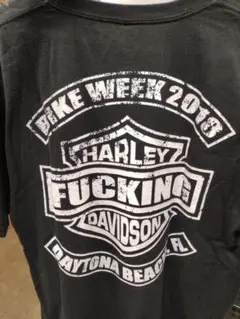 BIKE WEEK 2018
HARLEY
FUCKING
DAVIDSON
DAYTONA BEACH, FL